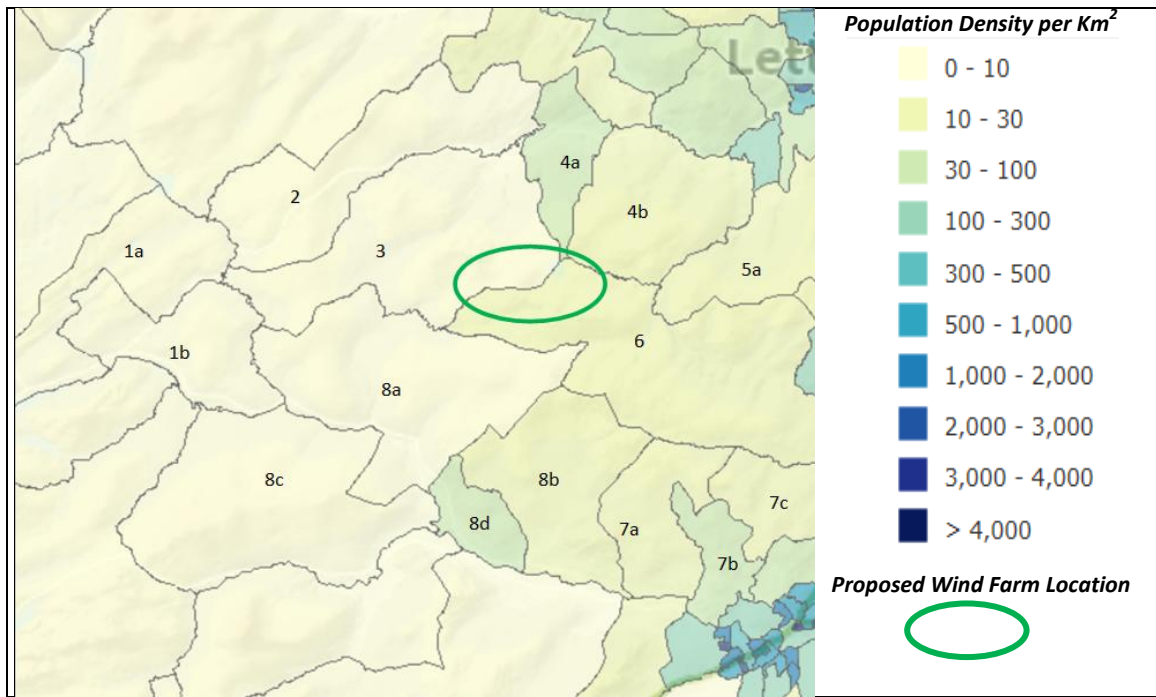 Population Density per Km²
0 - 10
10 - 30
30 - 100
100 - 300
300 - 500
500 - 1,000
1,000 - 2,000
2,000 - 3,000
3,000 - 4,000
> 4,000
Proposed Wind Farm Location
Lett
4a
2
4b
1a
3
5a
6
1b
8a
8c
8b
7c
8d
7a
7b